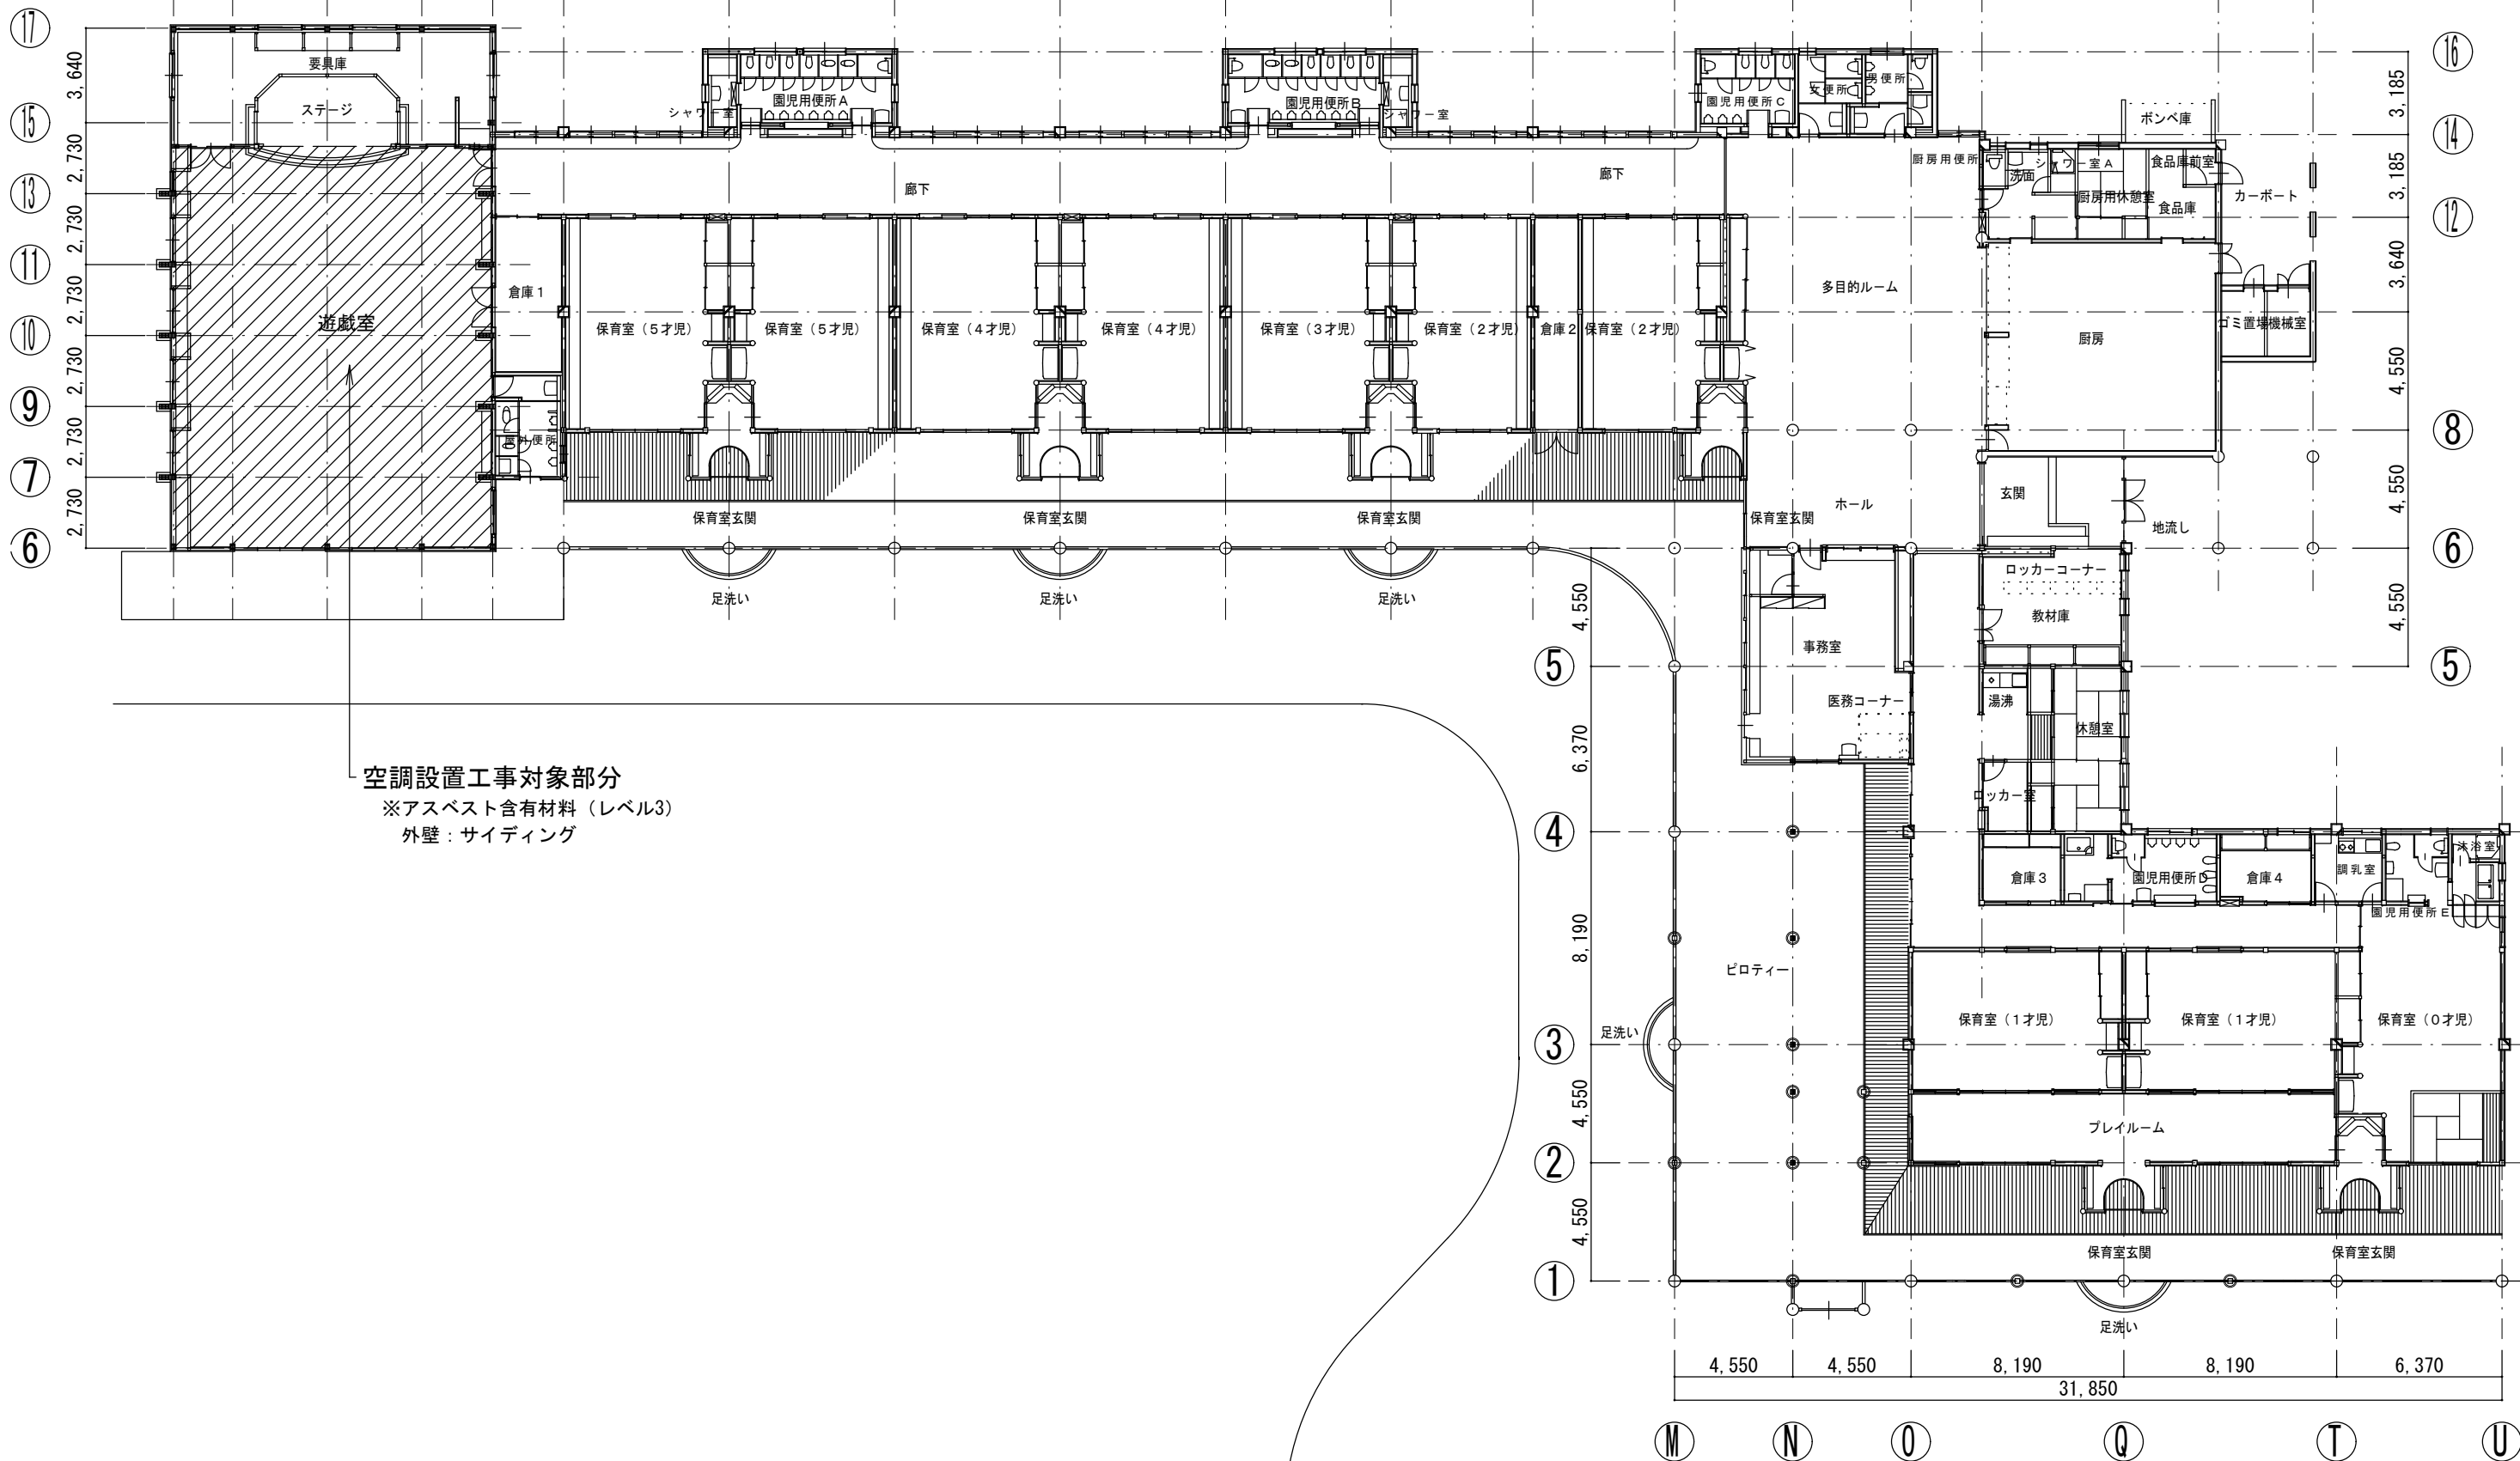 17
16
3,640
要具庫
3,185
男便所
女便所
ステージ
シャワー室
園児用便所A
園児用便所B
シャワー室
園児用便所C
ボンベ庫
15
14
2,730
厨房用便所
シャワー室A
食品庫前室
洗面
廊下
廊下
3,185
13
厨房用休憩室
食品庫
カーポート
12
2,730
11
3,640
倉庫1
多目的ルーム
2,730
遊戯室
保育室(5才児)
保育室(5才児)
保育室(4才児)
保育室(4才児)
保育室(3才児)
保育室(2才児)
倉庫2
保育室(2才児)
厨房
ゴミ置場
機械室
10
2,730
4,550
9
屋外便所
8
2,730
7
玄関
4,550
ホール
保育室玄関
保育室玄関
保育室玄関
保育室玄関
地流し
2,730
6
6
ロッカーコーナー
足洗い
足洗い
足洗い
4,550
教材庫
4,550
事務室
5
5
医務コーナー
湯沸
休憩室
6,370
空調設置工事対象部分
※アスベスト含有材料(レベル3)
外壁:サイディング
ロッカー室
4
沐浴室
倉庫3
園児用便所D
倉庫4
調乳室
園児用便所E
8,190
ピロティー
足洗い
保育室(1才児)
保育室(1才児)
保育室(0才児)
3
4,550
プレイルーム
2
4,550
保育室玄関
保育室玄関
1
足洗い
4,550
4,550
8,190
8,190
6,370
31,850
M
N
O
Q
T
U